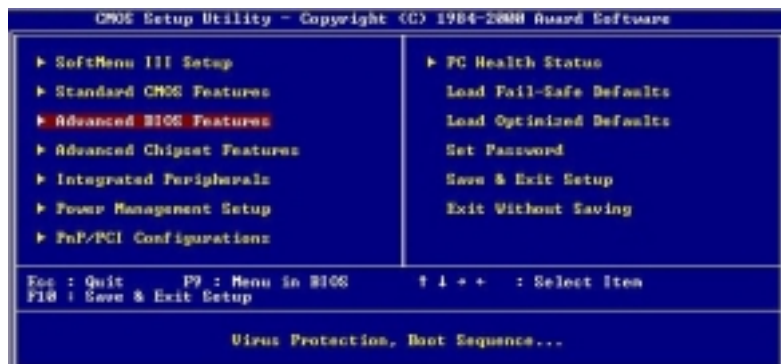 CMOS Setup Utility - Copyright (C) 1984-2000 Award Software
▶ SoftMenu III Setup
▶ Standard CMOS Features
▶ Advanced BIOS Features
▶ Advanced Chipset Features
▶ Integrated Peripherals
▶ Power Management Setup
▶ PnP/PCI Configurations
▶ PC Health Status
Load Fail-Safe Defaults
Load Optimized Defaults
Set Password
Save & Exit Setup
Exit Without Saving
Esc : Quit F9 : Menu in BIOS ↑ ↓ → ← : Select Item
F10 : Save & Exit Setup
Virus Protection, Boot Sequence...